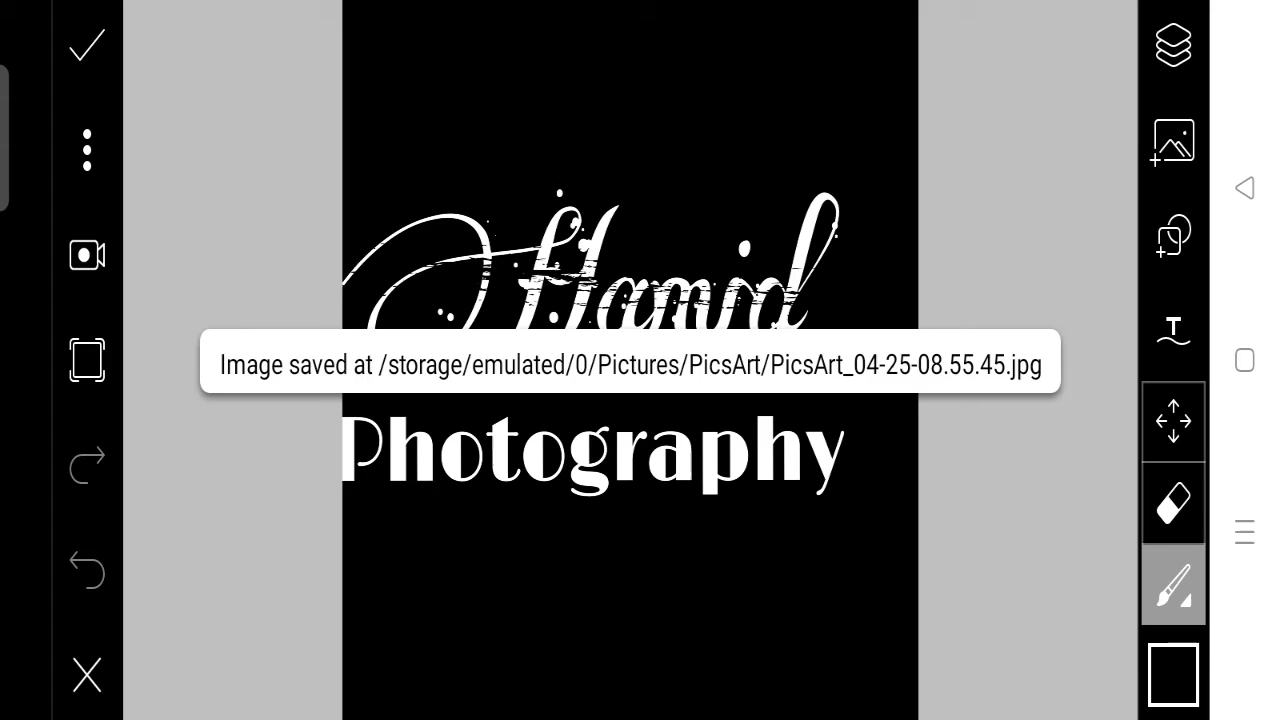 Hamid
Image saved at /storage/emulated/0/Pictures/PicsArt/PicsArt_04-25-08.55.45.jpg
Photography
T